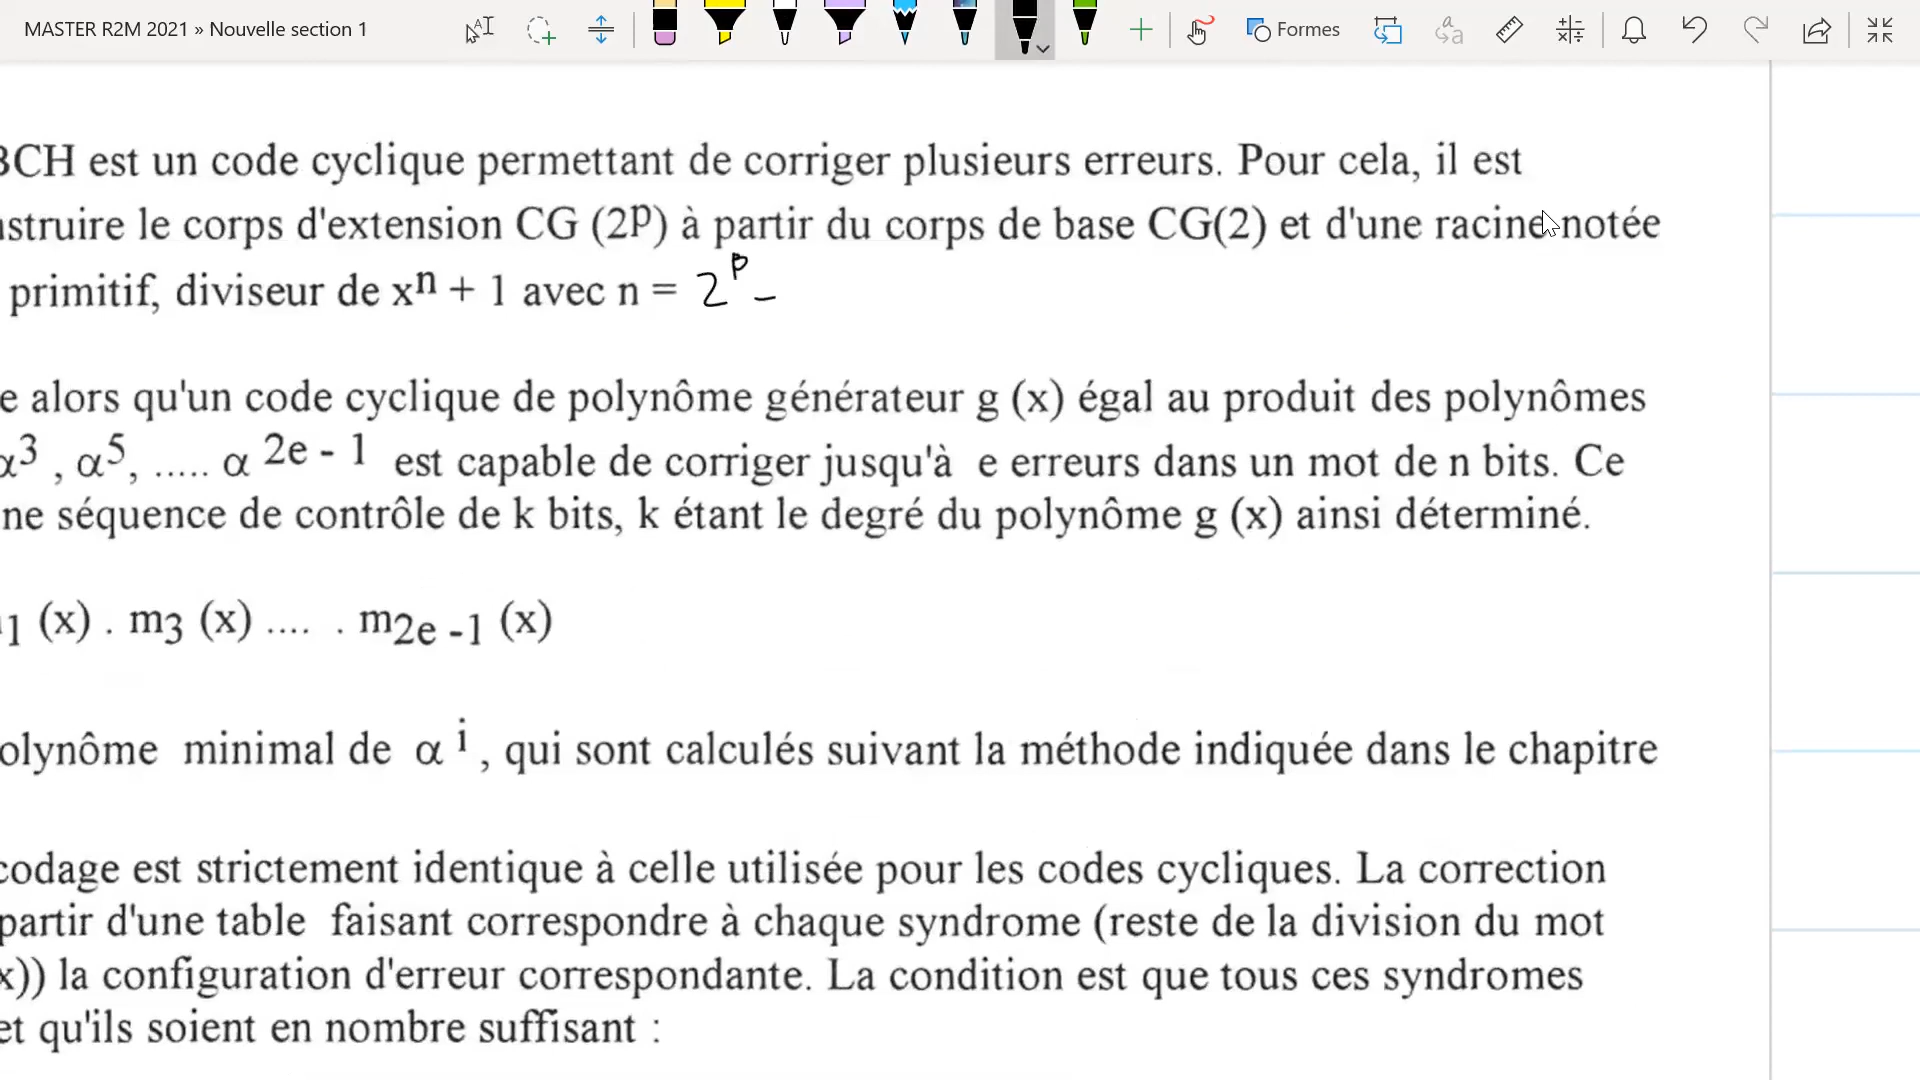 MASTER R2M 2021 » Nouvelle section 1
Formes
BCH est un code cyclique permettant de corriger plusieurs erreurs. Pour cela, il est
struire le corps d'extension CG (2p) à partir du corps de base CG(2) et d'une racine notée
primitif, diviseur de xn + 1 avec n = 2p -
e alors qu'un code cyclique de polynôme générateur g (x) égal au produit des polynômes
α3 , α5, ..... α 2e - 1 est capable de corriger jusqu'à e erreurs dans un mot de n bits. Ce
ne séquence de contrôle de k bits, k étant le degré du polynôme g (x) ainsi déterminé.
1 (x) . m3 (x) .... . m2e -1 (x)
olynôme minimal de α i , qui sont calculés suivant la méthode indiquée dans le chapitre
codage est strictement identique à celle utilisée pour les codes cycliques. La correction
partir d'une table faisant correspondre à chaque syndrome (reste de la division du mot
x)) la configuration d'erreur correspondante. La condition est que tous ces syndromes
et qu'ils soient en nombre suffisant :